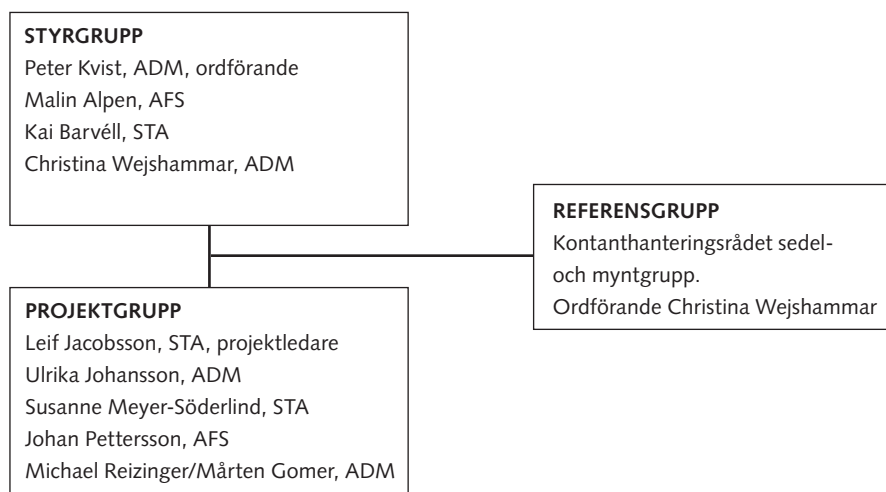 STYRGRUPP
Peter Kvist, ADM, ordförande
Malin Alpen, AFS
Kai Barvéll, STA
Christina Wejshammar, ADM
REFERENSGRUPP
Kontanthanteringsrådet sedel-
och myntgrupp.
Ordförande Christina Wejshammar
PROJEKTGRUPP
Leif Jacobsson, STA, projektledare
Ulrika Johansson, ADM
Susanne Meyer-Söderlind, STA
Johan Pettersson, AFS
Michael Reizinger/Mårten Gomer, ADM